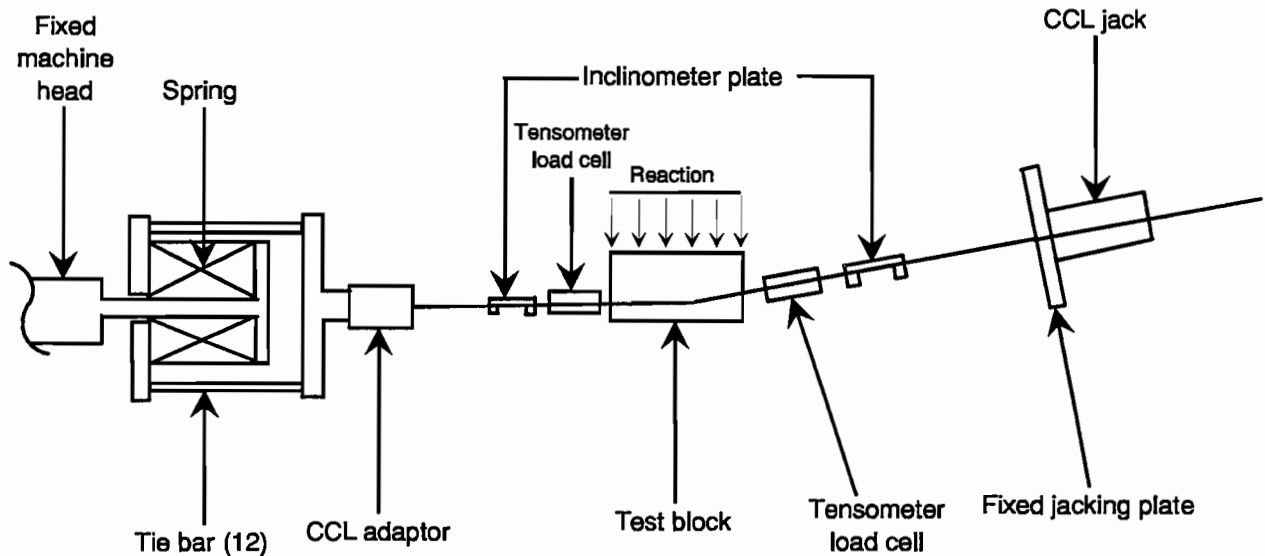 CCL jack
Fixed
machine
head
Spring
Inclinometer plate
Tensometer
load cell
Reaction
Tie bar (12)
CCL adaptor
Test block
Tensometer
load cell
Fixed jacking plate